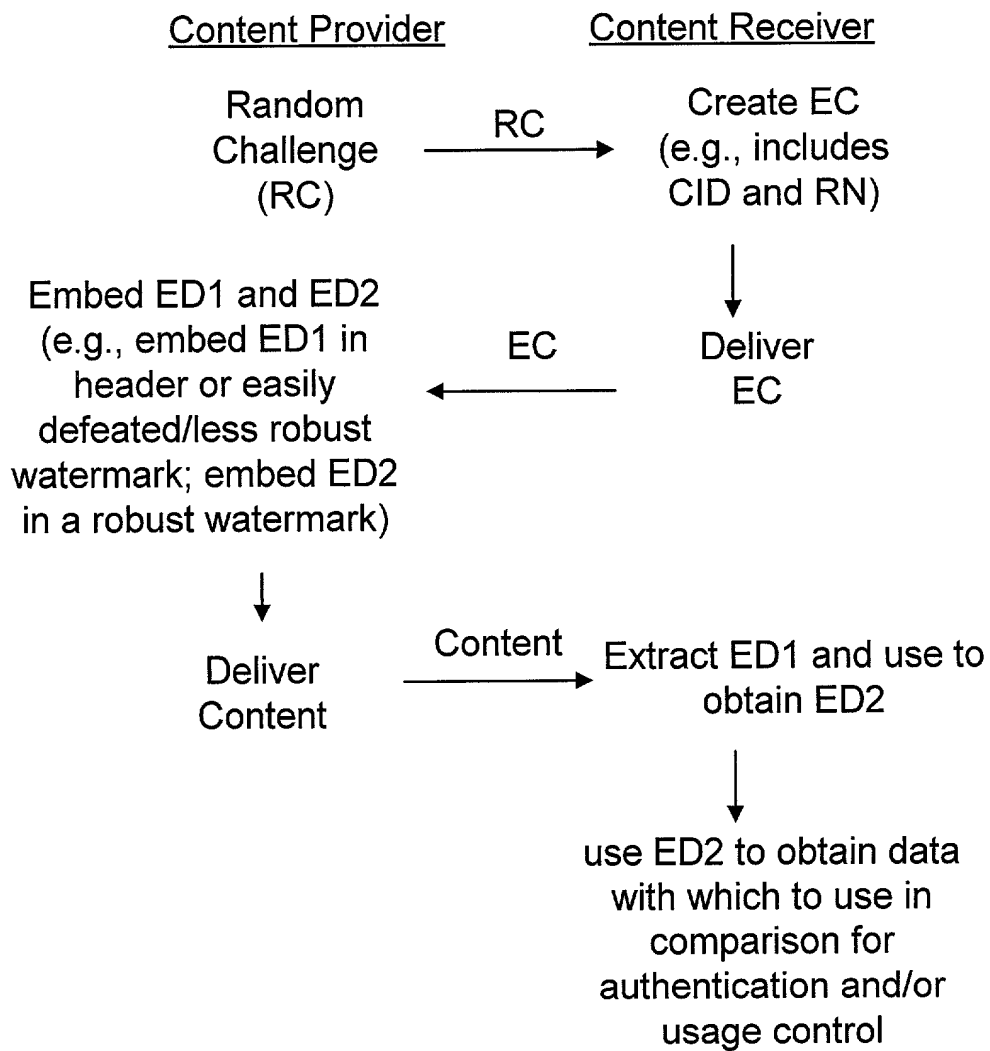 Content Provider
Content Receiver
Random
Challenge
(RC)
RC
Create EC
(e.g., includes
CID and RN)
Embed ED1 and ED2
(e.g., embed ED1 in
header or easily
defeated/less robust
watermark; embed ED2
in a robust watermark)
EC
Deliver
EC
Deliver
Content
Content
Extract ED1 and use to
obtain ED2
use ED2 to obtain data
with which to use in
comparison for
authentication and/or
usage control